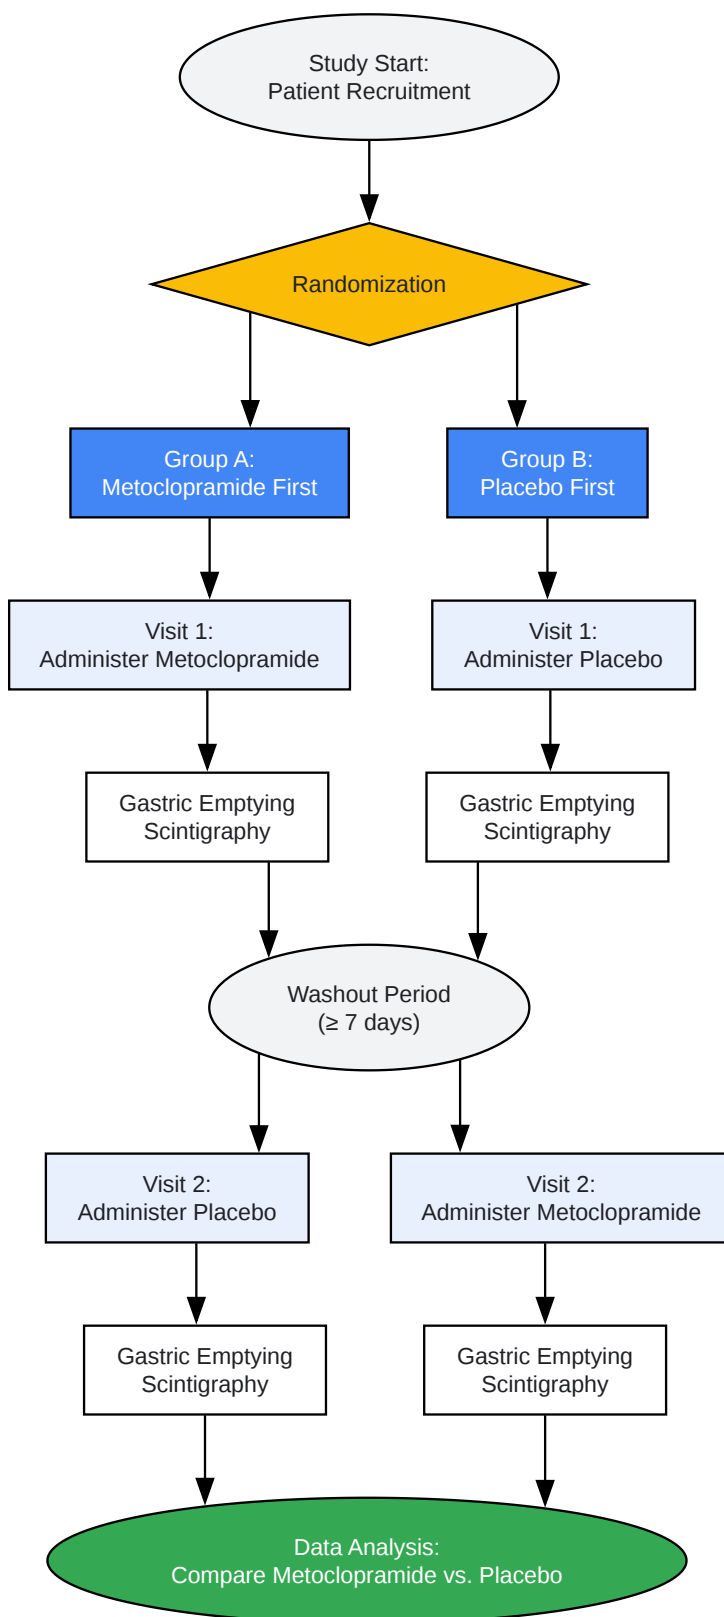 Study Start:
Patient Recruitment
Randomization
Group A:
Metoclopramide First
Group B:
Placebo First
Visit 1:
Administer Metoclopramide
Visit 1:
Administer Placebo
Gastric Emptying
Scintigraphy
Gastric Emptying
Scintigraphy
Washout Period
(≥ 7 days)
Visit 2:
Administer Placebo
Visit 2:
Administer Metoclopramide
Gastric Emptying
Scintigraphy
Gastric Emptying
Scintigraphy
Data Analysis:
Compare Metoclopramide vs. Placebo